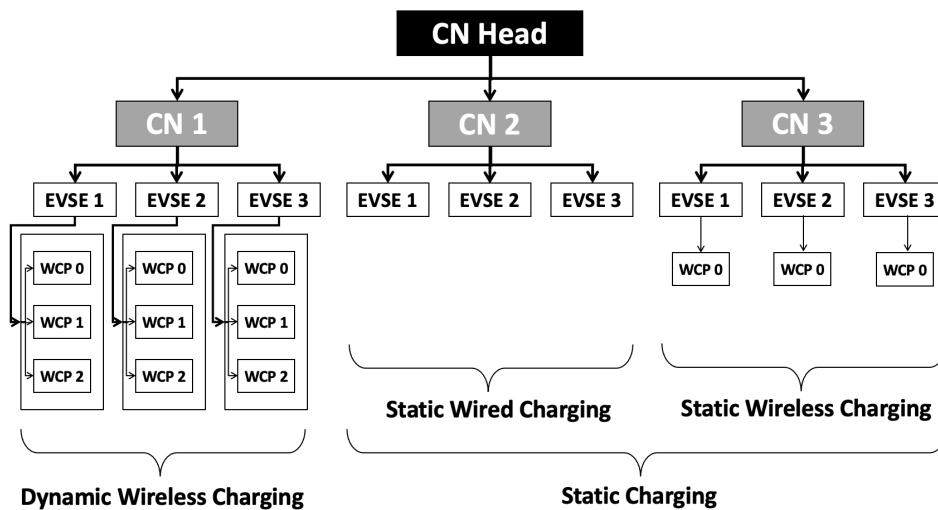 CN Head
CN 1
CN 2
CN 3
EVSE 1
EVSE 2
EVSE 3
EVSE 1
EVSE 2
EVSE 3
EVSE 1
EVSE 2
EVSE 3
WCP 0
WCP 0
WCP 0
WCP 0
WCP 0
WCP 0
WCP 1
WCP 1
WCP 1
WCP 2
WCP 2
WCP 2
Static Wired Charging
Static Wireless Charging
Dynamic Wireless Charging
Static Charging